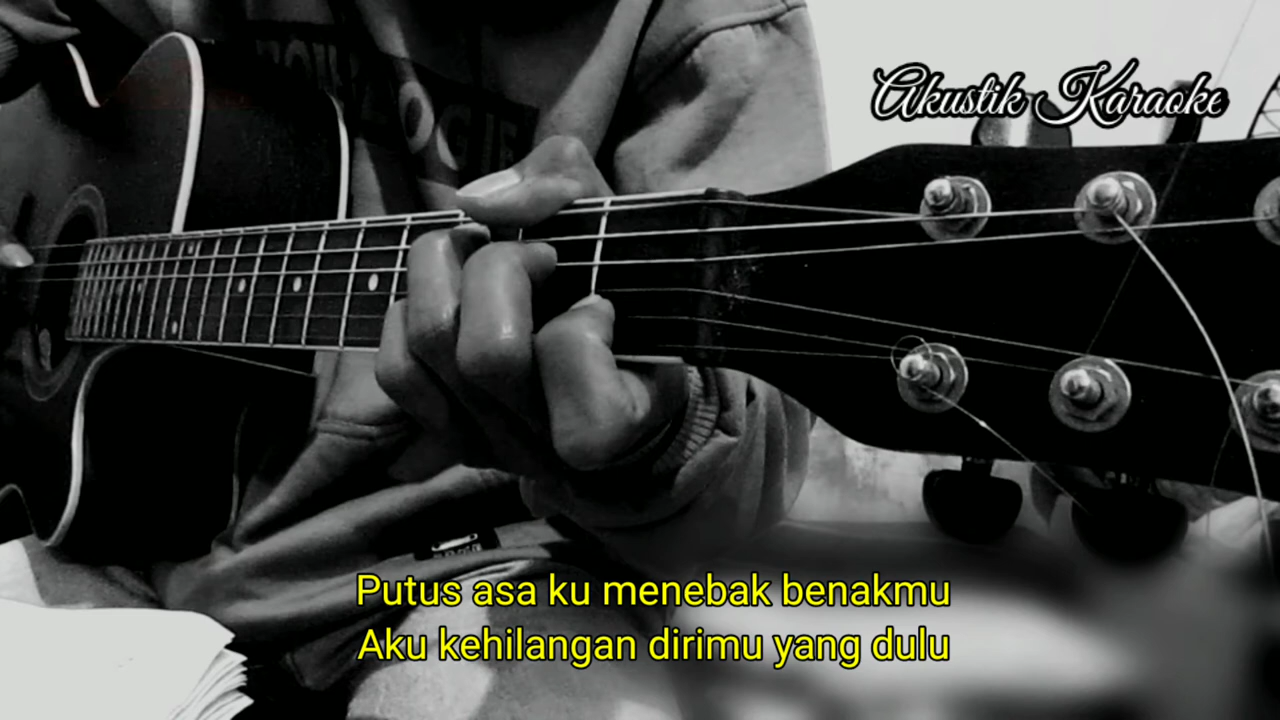 Akustik Karaoke
Putus asa ku menebak benakmu
Aku kehilangan dirimu yang dulu